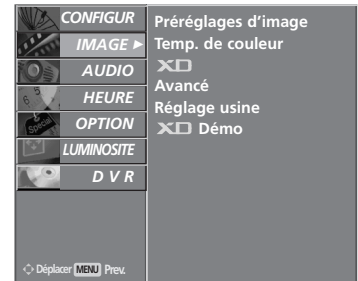 CONFIGUR
IMAGE ►
AUDIO
HEURE
OPTION
LUMINOSITE
D V R
Déplacer MENU Prev.
Préréglages d’image
Temp. de couleur
XD
Avancé
Réglage usine
XD Démo